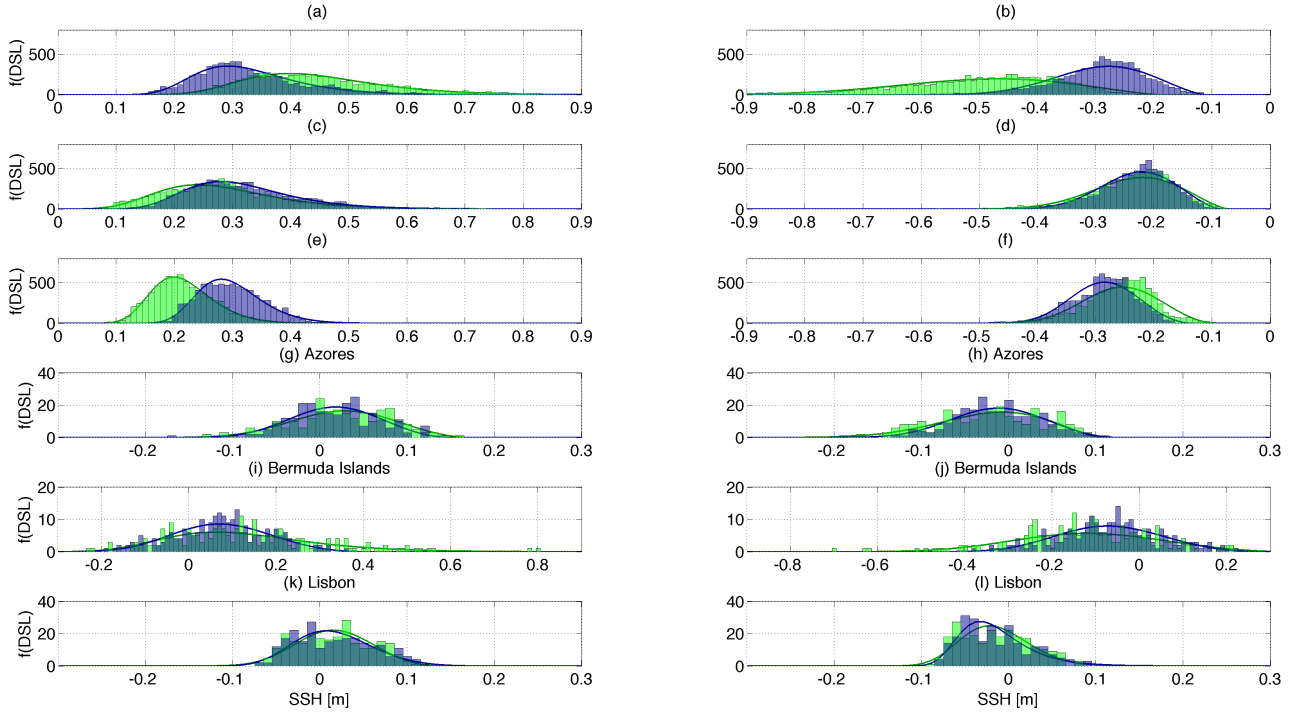 (a) (b)
f(DSL) 500 0 500 0
0 0.1 0.2 0.3 0.4 0.5 0.6 0.7 0.8 0.9 -0.9 -0.8 -0.7 -0.6 -0.5 -0.4 -0.3 -0.2 -0.1 0
(c) (d)
f(DSL) 500 0 500 0
0 0.1 0.2 0.3 0.4 0.5 0.6 0.7 0.8 0.9 -0.9 -0.8 -0.7 -0.6 -0.5 -0.4 -0.3 -0.2 -0.1 0
(e) (f)
f(DSL) 500 0 500 0
0 0.1 0.2 0.3 0.4 0.5 0.6 0.7 0.8 0.9 -0.9 -0.8 -0.7 -0.6 -0.5 -0.4 -0.3 -0.2 -0.1 0
(g) Azores (h) Azores
f(DSL) 40 20 0 40 20 0
-0.2 -0.1 0 0.1 0.2 0.3 -0.2 -0.1 0 0.1 0.2 0.3
(i) Bermuda Islands (j) Bermuda Islands
f(DSL) 20 10 0 20 10 0
-0.2 0 0.2 0.4 0.6 0.8 -0.8 -0.6 -0.4 -0.2 0 0.2
(k) Lisbon (l) Lisbon
f(DSL) 40 20 0 40 20 0
-0.2 -0.1 0 0.1 0.2 0.3 -0.2 -0.1 0 0.1 0.2 0.3
SSH [m] SSH [m]